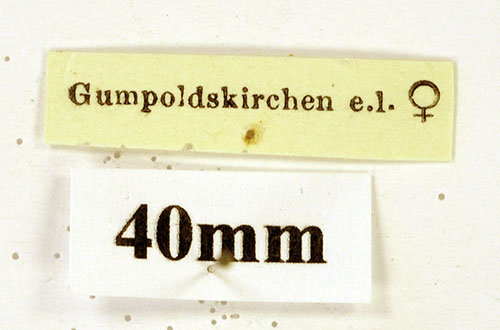 Gumpoldskirchen e.l. ♀
40mm